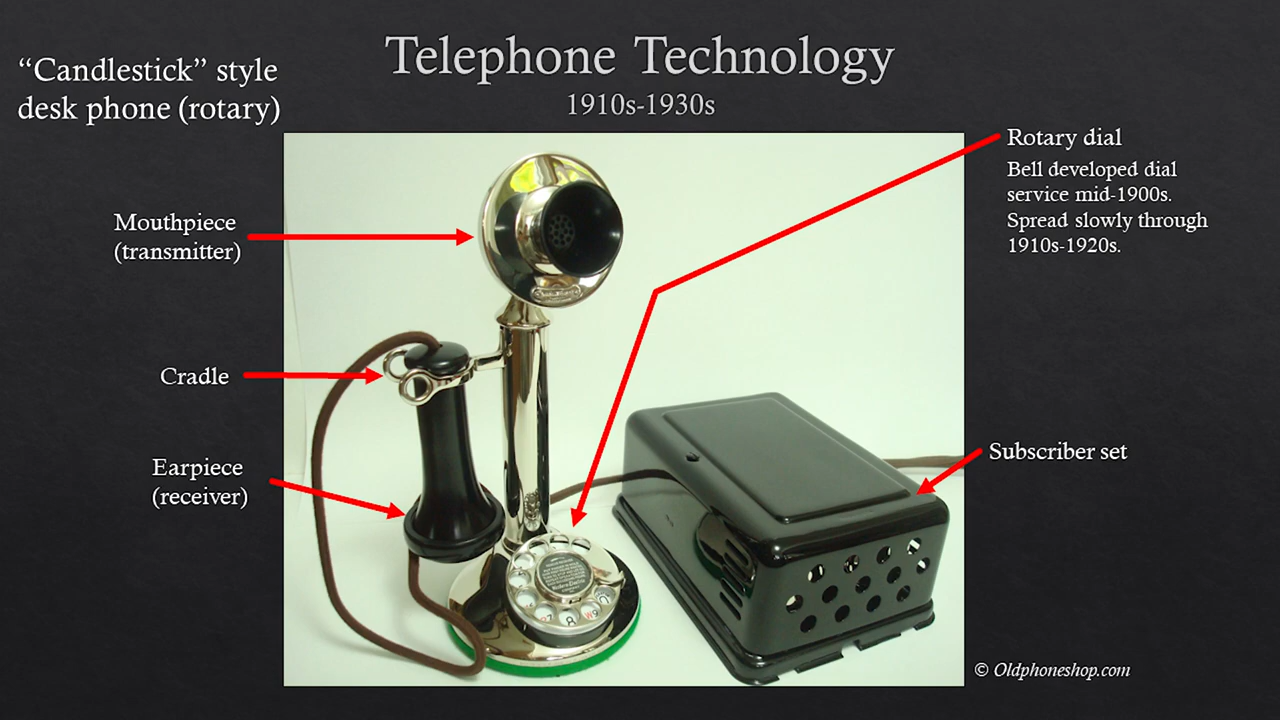 Telephone Technology
1910s-1930s
“Candlestick” style
desk phone (rotary)
Mouthpiece
(transmitter)
Cradle
Earpiece
(receiver)
Rotary dial
Bell developed dial
service mid-1900s.
Spread slowly through
1910s-1920s.
Subscriber set
© Oldphoneshop.com